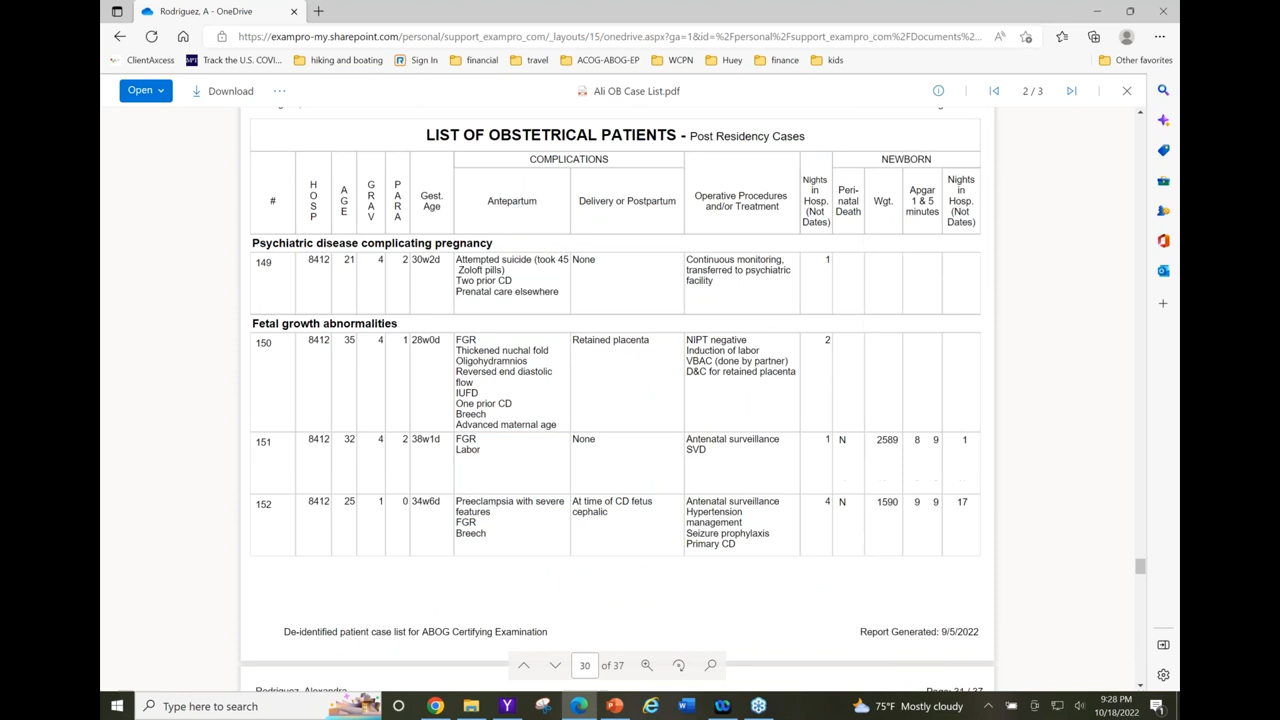 Rodriguez, A - OneDrive
https://exampro-my.sharepoint.com/personal/support_exampro_com/_layouts/15/onedrive.aspx?ga=1&id=%2Fpersonal%2Fsupport_exampro_com%2FDocuments%2...
ClientAxcess
Track the U.S. COVI...
hiking and boating
Sign In
financial
travel
ACOG-ABOG-EP
WCPN
Huey
finance
kids
Other favorites
Open
Download
Ali OB Case List.pdf
2 / 3
LIST OF OBSTETRICAL PATIENTS - Post Residency Cases
COMPLICATIONS
NEWBORN
#
HOSP
AGE
GRAV
PARA
Gest. Age
Antepartum
Delivery or Postpartum
Operative Procedures
and/or Treatment
Nights
in
Hosp.
(Not
Dates)
Peri-
natal
Death
Wgt.
Apgar
1 & 5
minutes
Nights
in
Hosp.
(Not
Dates)
Psychiatric disease complicating pregnancy
149 8412 21 4 2 30w2d Attempted suicide (took 45 None Continuous monitoring, 1
Zoloft pills) transferred to psychiatric
Two prior CD facility
Prenatal care elsewhere
Fetal growth abnormalities
150 8412 35 4 1 28w0d FGR Retained placenta NIPT negative 2
Thickened nuchal fold Induction of labor
Oligohydramnios VBAC (done by partner)
Reversed end diastolic D&C for retained placenta
flow
IUFD
One prior CD
Breech
Advanced maternal age
151 8412 32 4 2 38w1d FGR None Antenatal surveillance 1 N 2589 8 9 1
Labor SVD
152 8412 25 1 0 34w6d Preeclampsia with severe At time of CD fetus Antenatal surveillance 4 N 1590 9 9 17
features cephalic Hypertension
FGR management
Breech Seizure prophylaxis
Primary CD
De-identified patient case list for ABOG Certifying Examination
Report Generated: 9/5/2022
30 of 37
Rodriguez, Alexandra
Page: 31 / 37
Type here to search
75°F Mostly cloudy
9:28 PM
10/18/2022